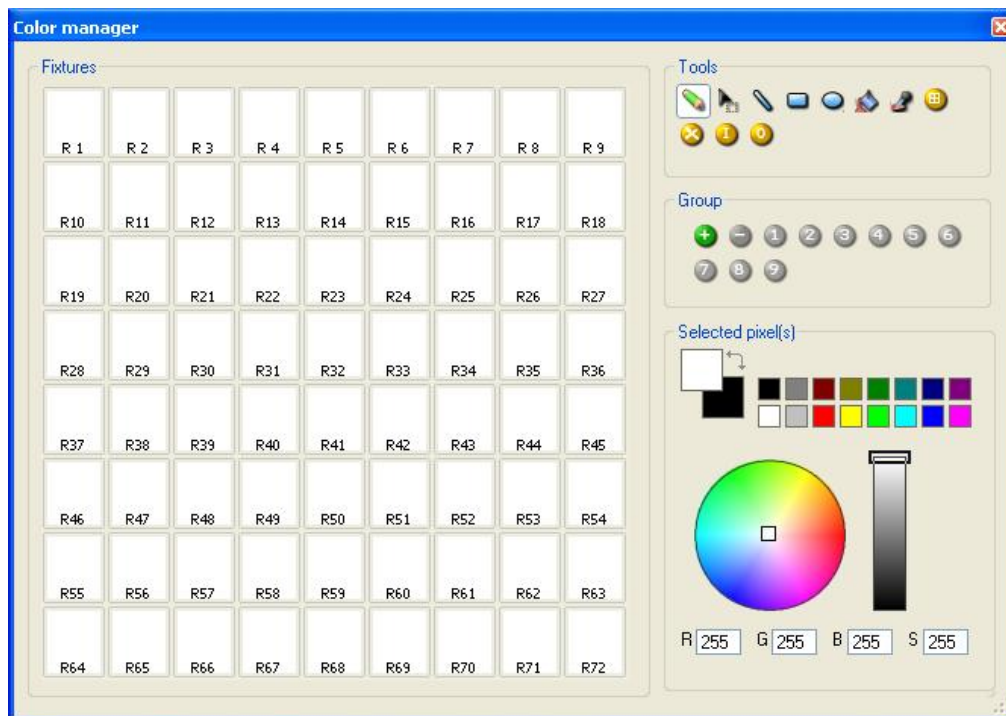 Color manager
Fixtures
R 1 R 2 R 3 R 4 R 5 R 6 R 7 R 8 R 9
R10 R11 R12 R13 R14 R15 R16 R17 R18
R19 R20 R21 R22 R23 R24 R25 R26 R27
R28 R29 R30 R31 R32 R33 R34 R35 R36
R37 R38 R39 R40 R41 R42 R43 R44 R45
R46 R47 R48 R49 R50 R51 R52 R53 R54
R55 R56 R57 R58 R59 R60 R61 R62 R63
R64 R65 R66 R67 R68 R69 R70 R71 R72
Tools
I O
Group
+ - 1 2 3 4 5 6
7 8 9
Selected pixel(s)
R 255 G 255 B 255 S 255